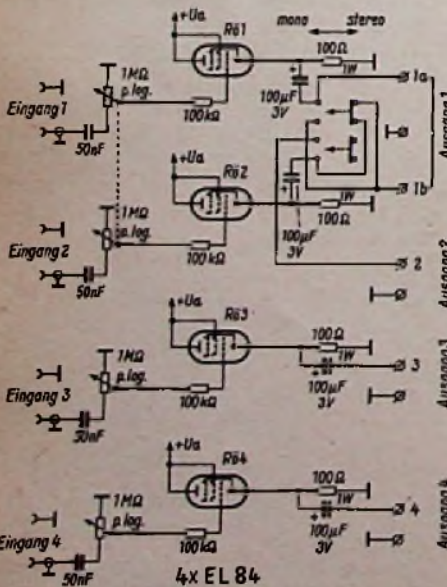 mono stereo
+Ua
Rö1
100Ω
1W
1MΩ
p.log.
Eingang 1
50nF
100kΩ
100µF
3V
1a
1b
Ausgang 1
+Ua
Rö2
100Ω
1W
1MΩ
p.log.
Eingang 2
50nF
100kΩ
100µF
3V
2
Ausgang 2
+Ua
Rö3
100Ω
1W
1MΩ
p.log.
Eingang 3
50nF
100kΩ
100µF
3V
3
Ausgang 3
+Ua
Rö4
100Ω
1W
1MΩ
p.log.
Eingang 4
50nF
100kΩ
100µF
3V
4
Ausgang 4
4x EL 84